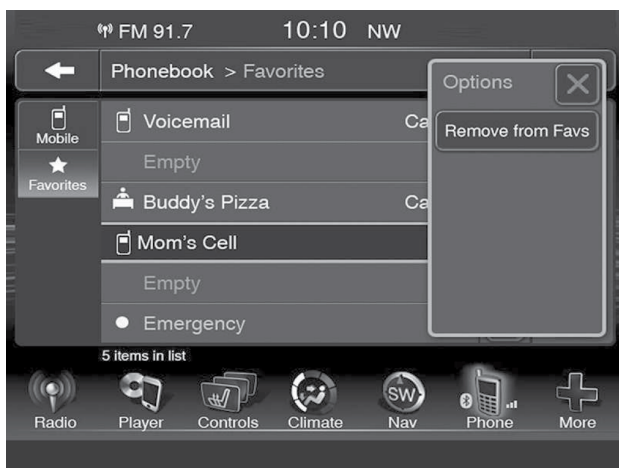 FM 91.7 10:10 NW
Phonebook > Favorites
Options
Mobile
Favorites
Voicemail Ca
Remove from Favs
Empty
Buddy's Pizza Ca
Mom's Cell
Empty
Emergency
5 items in list
SW
Radio Player Controls Climate Nav Phone More